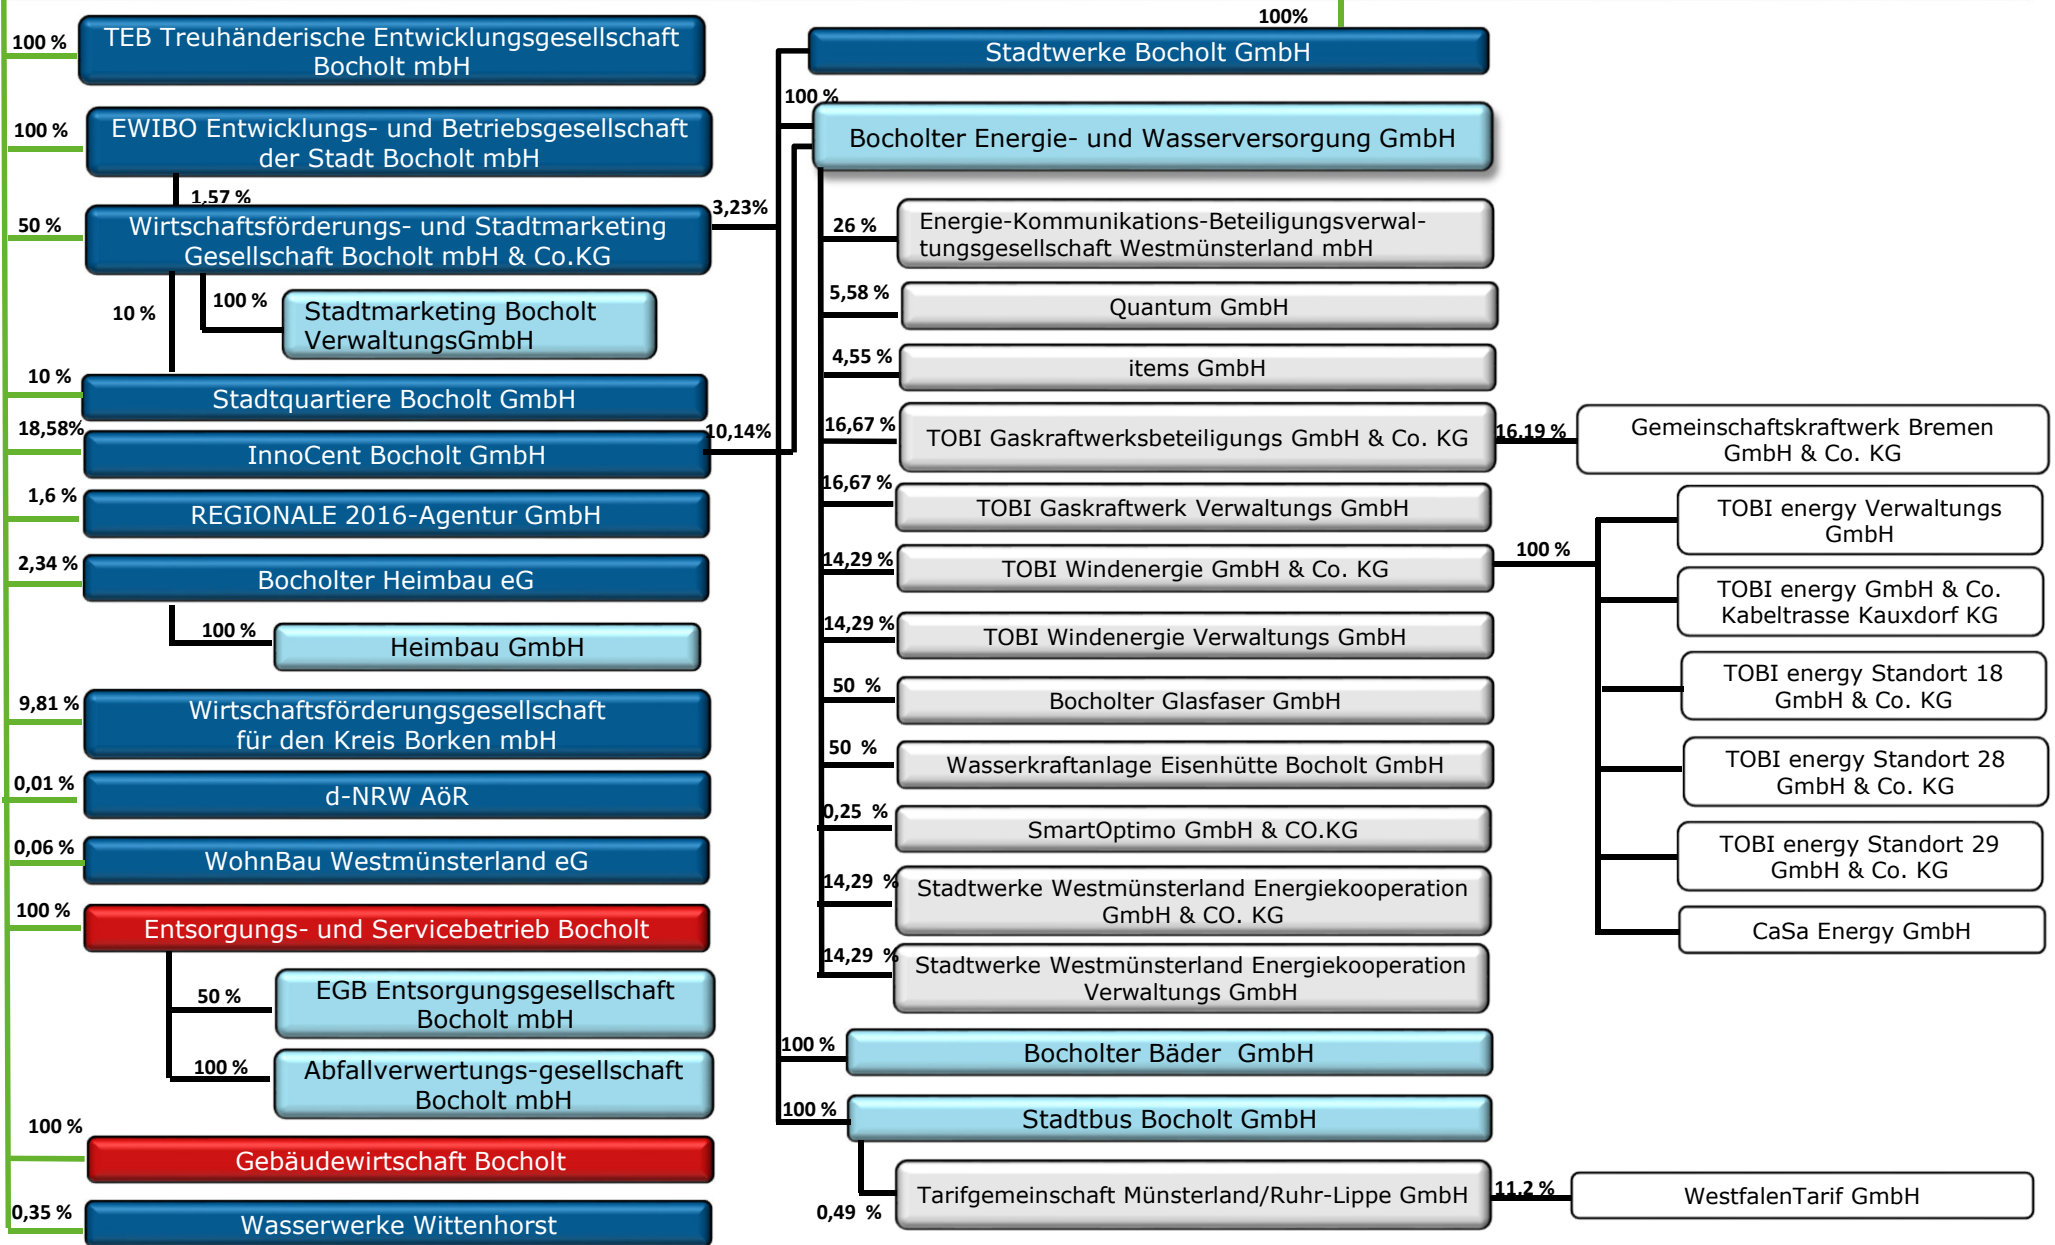 100 %
TEB Treuhänderische Entwicklungsgesellschaft
Bocholt mbH
100 %
EWIBO Entwicklungs- und Betriebsgesellschaft
der Stadt Bocholt mbH
1,57 %
50 %
Wirtschaftsförderungs- und Stadtmarketing
Gesellschaft Bocholt mbH & Co.KG
3,23%
10 %
100 %
Stadtmarketing Bocholt
VerwaltungsGmbH
10 %
Stadtquartiere Bocholt GmbH
18,58%
InnoCent Bocholt GmbH
10,14%
1,6 %
REGIONALE 2016-Agentur GmbH
2,34 %
Bocholter Heimbau eG
100 %
Heimbau GmbH
9,81 %
Wirtschaftsförderungsgesellschaft
für den Kreis Borken mbH
0,01 %
d-NRW AöR
0,06 %
WohnBau Westmünsterland eG
100 %
Entsorgungs- und Servicebetrieb Bocholt
50 %
EGB Entsorgungsgesellschaft
Bocholt mbH
100 %
Abfallverwertungs-gesellschaft
Bocholt mbH
100 %
Gebäudewirtschaft Bocholt
0,35 %
Wasserwerke Wittenhorst
100%
Stadtwerke Bocholt GmbH
100 %
Bocholter Energie- und Wasserversorgung GmbH
26 %
Energie-Kommunikations-Beteiligungsverwal-
tungsgesellschaft Westmünsterland mbH
5,58 %
Quantum GmbH
4,55 %
items GmbH
16,67 %
TOBI Gaskraftwerksbeteiligungs GmbH & Co. KG
16,19 %
Gemeinschaftskraftwerk Bremen
GmbH & Co. KG
16,67 %
TOBI Gaskraftwerk Verwaltungs GmbH
14,29 %
TOBI Windenergie GmbH & Co. KG
100 %
TOBI energy Verwaltungs
GmbH
TOBI energy GmbH & Co.
Kabeltrasse Kauxdorf KG
TOBI energy Standort 18
GmbH & Co. KG
TOBI energy Standort 28
GmbH & Co. KG
TOBI energy Standort 29
GmbH & Co. KG
CaSa Energy GmbH
14,29 %
TOBI Windenergie Verwaltungs GmbH
50 %
Bocholter Glasfaser GmbH
50 %
Wasserkraftanlage Eisenhütte Bocholt GmbH
0,25 %
SmartOptimo GmbH & CO.KG
14,29 %
Stadtwerke Westmünsterland Energiekooperation
GmbH & CO. KG
14,29 %
Stadtwerke Westmünsterland Energiekooperation
Verwaltungs GmbH
100 %
Bocholter Bäder GmbH
100 %
Stadtbus Bocholt GmbH
0,49 %
Tarifgemeinschaft Münsterland/Ruhr-Lippe GmbH
11,2 %
WestfalenTarif GmbH